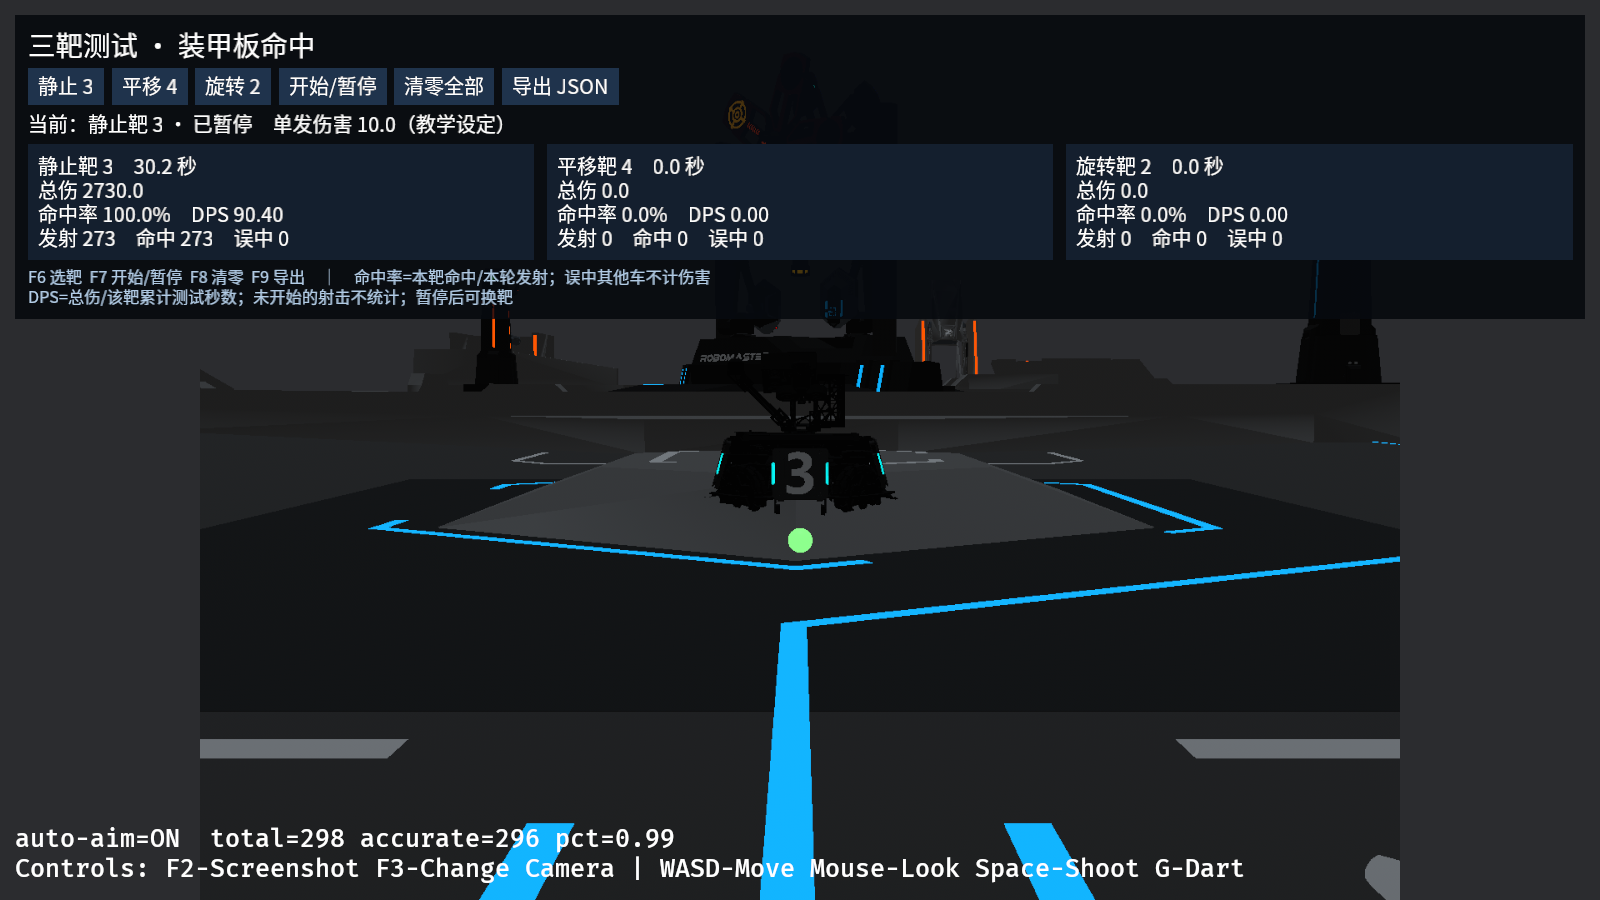 三靶测试 · 装甲板命中
静止 3 平移 4 旋转 2 开始/暂停 清零全部 导出 JSON
当前：静止靶 3 · 已暂停 单发伤害 10.0（教学设定）
静止靶 3 30.2 秒
总伤 2730.0
命中率 100.0% DPS 90.40
发射 273 命中 273 误中 0
平移靶 4 0.0 秒
总伤 0.0
命中率 0.0% DPS 0.00
发射 0 命中 0 误中 0
旋转靶 2 0.0 秒
总伤 0.0
命中率 0.0% DPS 0.00
发射 0 命中 0 误中 0
F6 选靶 F7 开始/暂停 F8 清零 F9 导出 | 命中率=本靶命中/本轮发射；误中其他车不计伤害
DPS=总伤/该靶累计测试秒数；未开始的射击不统计；暂停后可换靶
ROBOMASTE
3
auto-aim=ON total=298 accurate=296 pct=0.99
Controls: F2-Screenshot F3-Change Camera | WASD-Move Mouse-Look Space-Shoot G-Dart